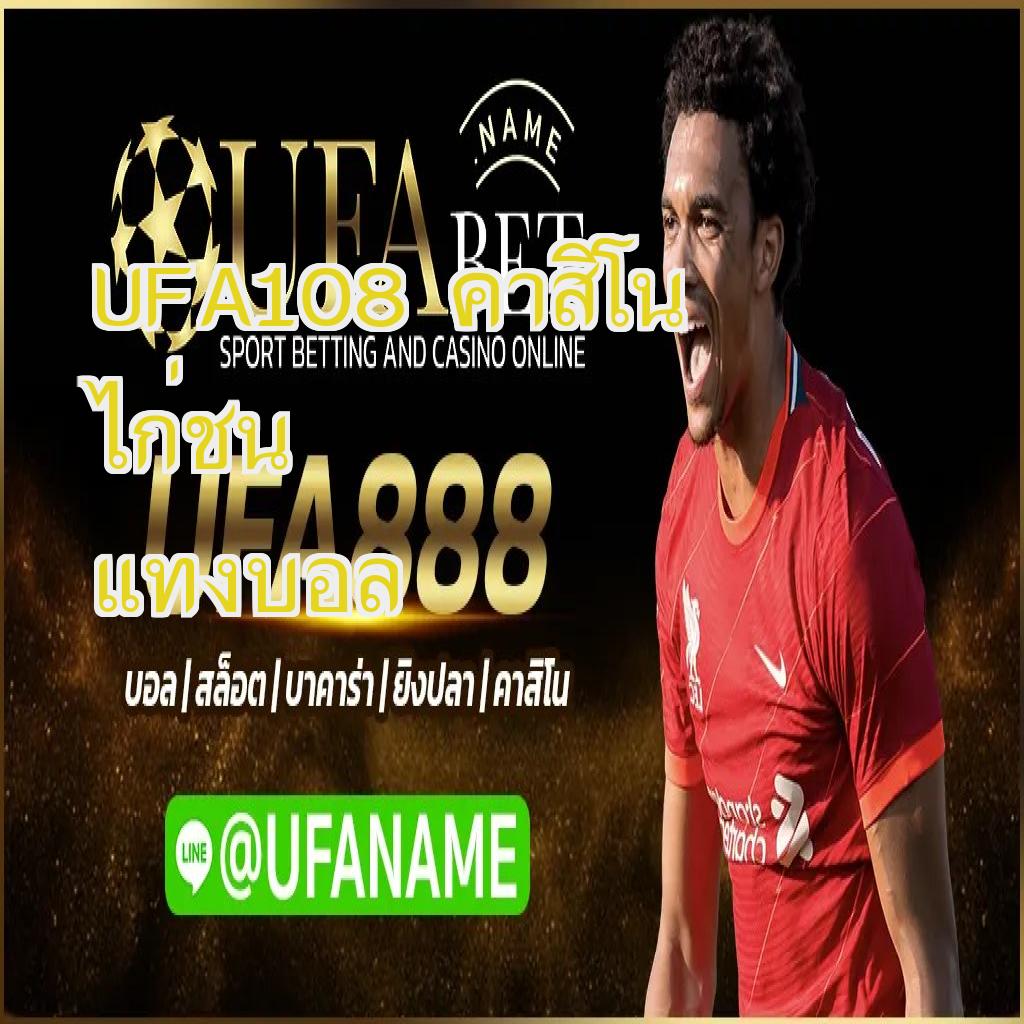 .NAME
UFA BET
UFA108 คาสิโน
SPORT BETTING AND CASINO ONLINE
ไก่ชน
UFA888
แทงบอล
บอล | สล็อต | บาคาร่า | ยิงปลา | คาสิโน
LINE @UFANAME